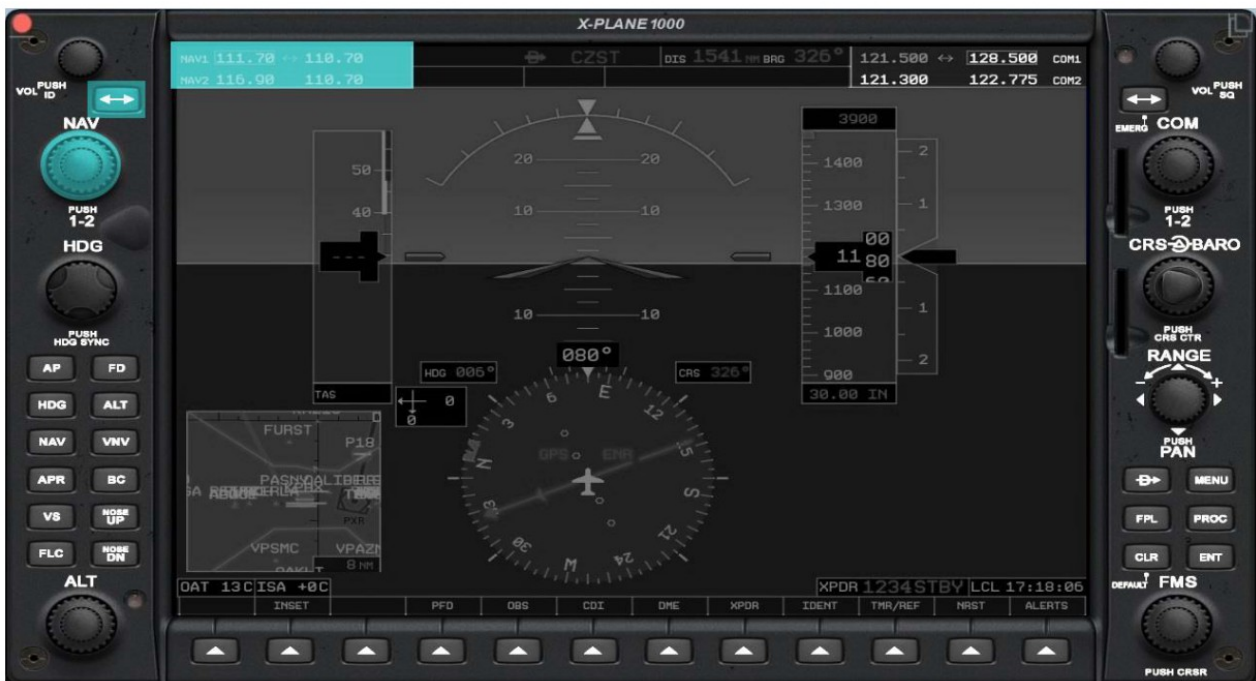 X-PLANE 1000
NAV1 111.70 ↔ 110.70
NAV2 116.90 110.70
CZST
DIS 1541 NM BRG 326°
121.500 ↔ 128.500 COM1
121.300 122.775 COM2
VOL PUSH ID
NAV
PUSH 1-2
HDG
PUSH HDG SYNC
AP FD
HDG ALT
NAV VNV
APR BC
VS NOSE UP
FLC NOSE DN
ALT
50
40
---
TAS
20 20
10 10
10 10
3900
1400
1300
11 00
80
1100
1000
900
30.00 IN
2
1
1
2
HDG 006°
080°
CRS 326°
0
0
N 3 6 E 12 15 S 21 24 W 30 33
GPS ENR
FURST
P18
PXR
VPSMC
8 NM
OAT 13C ISA +0C
XPDR 1234 STBY LCL 17:18:06
INSET PFD OBS CDI DME XPDR IDENT TMR/REF NRST ALERTS
VOL PUSH SQ
EMERG
COM
PUSH 1-2
CRS BARO
PUSH CRS CTR
RANGE
- +
PUSH PAN
D MENU
FPL PROC
CLR ENT
DEFAULT
FMS
PUSH CRSR